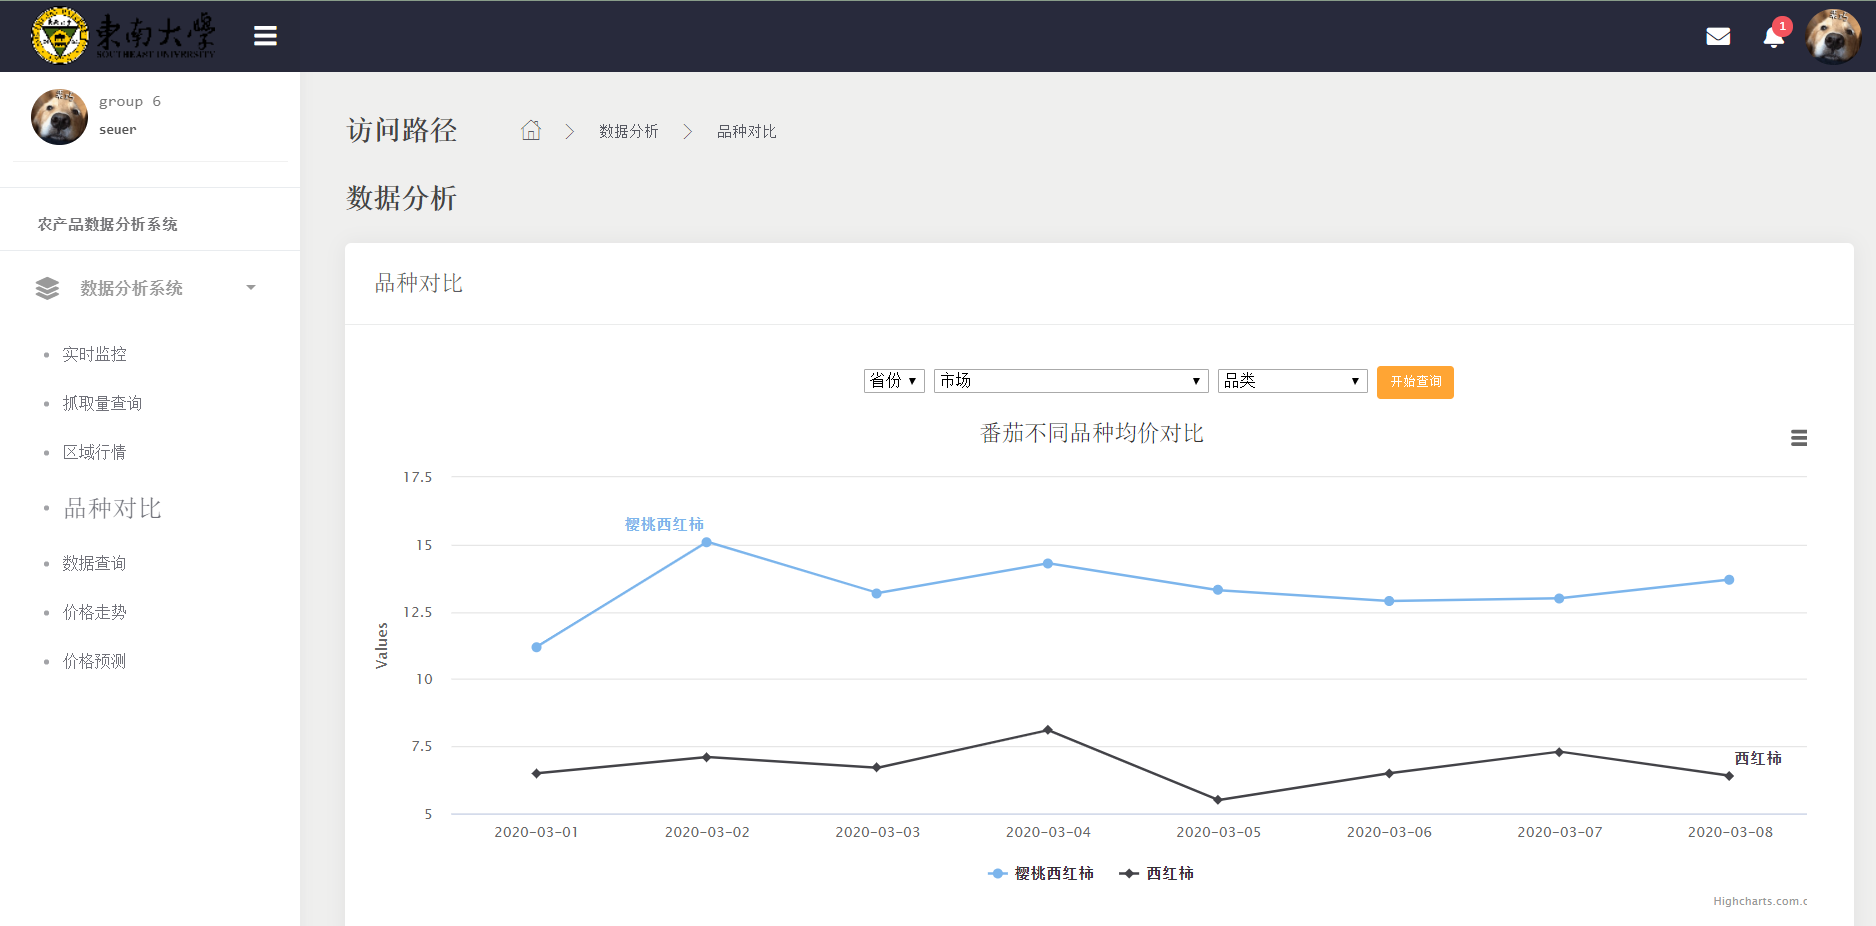 東南大學
SOUTHEAST UNIVERSITY
1
group 6
seuer
农产品数据分析系统
数据分析系统
实时监控
抓取量查询
区域行情
品种对比
数据查询
价格走势
价格预测
访问路径
数据分析
品种对比
数据分析
品种对比
省份 市场 品类 开始查询
番茄不同品种均价对比
17.5
15
12.5
10
7.5
5
Values
樱桃西红柿
西红柿
2020-03-01 2020-03-02 2020-03-03 2020-03-04 2020-03-05 2020-03-06 2020-03-07 2020-03-08
樱桃西红柿 西红柿
Highcharts.com.c